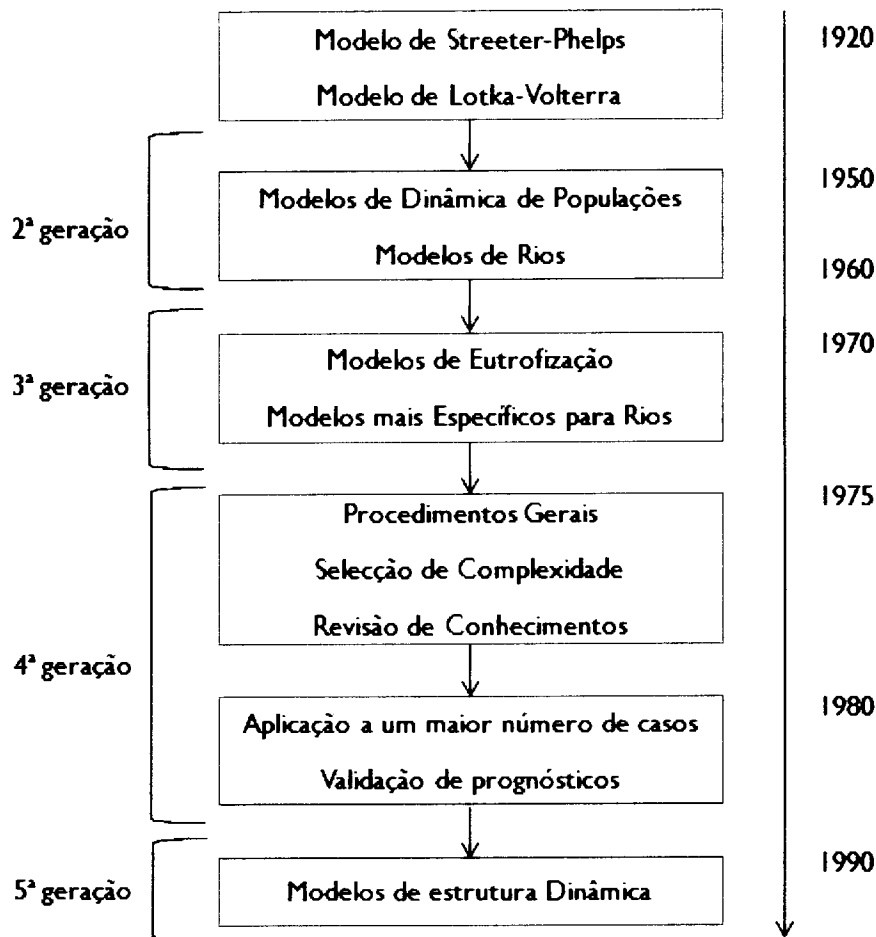 Modelo de Streeter-Phelps
1920
Modelo de Lotka-Volterra
2ª geração
Modelos de Dinâmica de Populações
1950
Modelos de Rios
1960
3ª geração
Modelos de Eutrofização
1970
Modelos mais Específicos para Rios
4ª geração
Procedimentos Gerais
1975
Selecção de Complexidade
Revisão de Conhecimentos
Aplicação a um maior número de casos
1980
Validação de prognósticos
5ª geração
Modelos de estrutura Dinâmica
1990